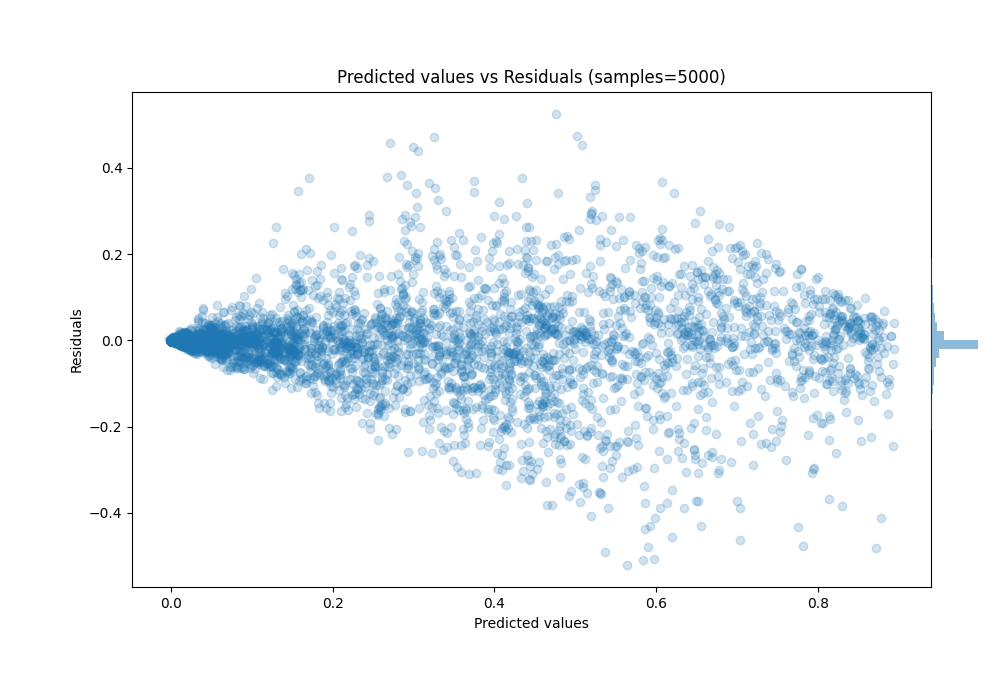 Predicted values vs Residuals (samples=5000)
0.4
0.2
0.0
−0.2
−0.4
Residuals
0.0 0.2 0.4 0.6 0.8
Predicted values